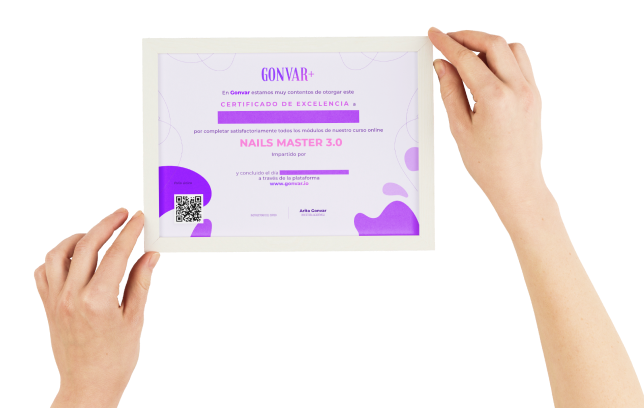 GONVAR+
En Gonvar estamos muy contentos de otorgar este
CERTIFICADO DE EXCELENCIA a
por completar satisfactoriamente todos los módulos de nuestro curso online
NAILS MASTER 3.0
Impartido por
y concluido el día
a través de la plataforma
www.gonvar.io
Arito Gonvar